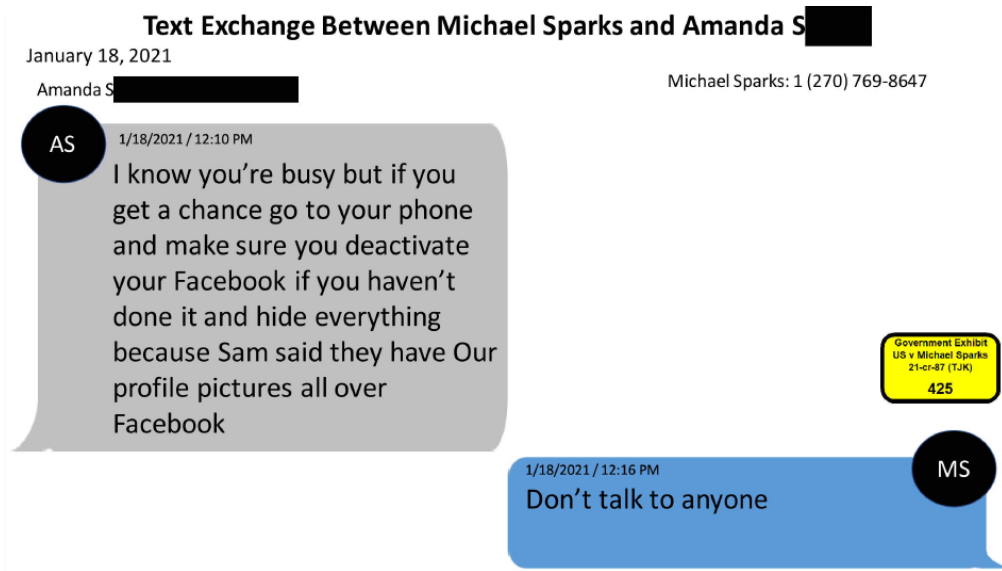 Text Exchange Between Michael Sparks and Amanda S
January 18, 2021
Amanda S
Michael Sparks: 1 (270) 769-8647
AS
1/18/2021 / 12:10 PM
I know you’re busy but if you
get a chance go to your phone
and make sure you deactivate
your Facebook if you haven’t
done it and hide everything
because Sam said they have Our
profile pictures all over
Facebook
Government Exhibit
US v Michael Sparks
21-cr-87 (TJK)
425
MS
1/18/2021 / 12:16 PM
Don’t talk to anyone